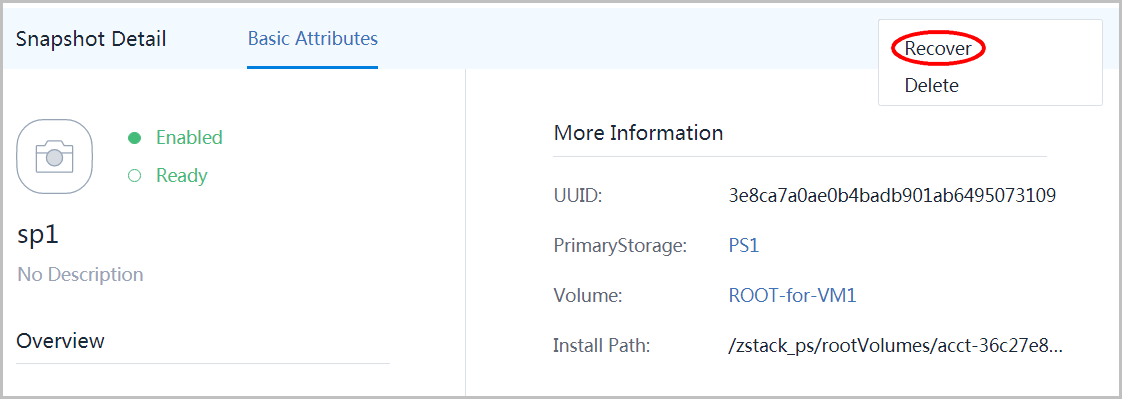 Snapshot Detail
Basic Attributes
Recover
Delete
Enabled
Ready
sp1
No Description
Overview
More Information
UUID: 3e8ca7a0ae0b4badb901ab6495073109
PrimaryStorage: PS1
Volume: ROOT-for-VM1
Install Path: /zstack_ps/rootVolumes/acct-36c27e8...